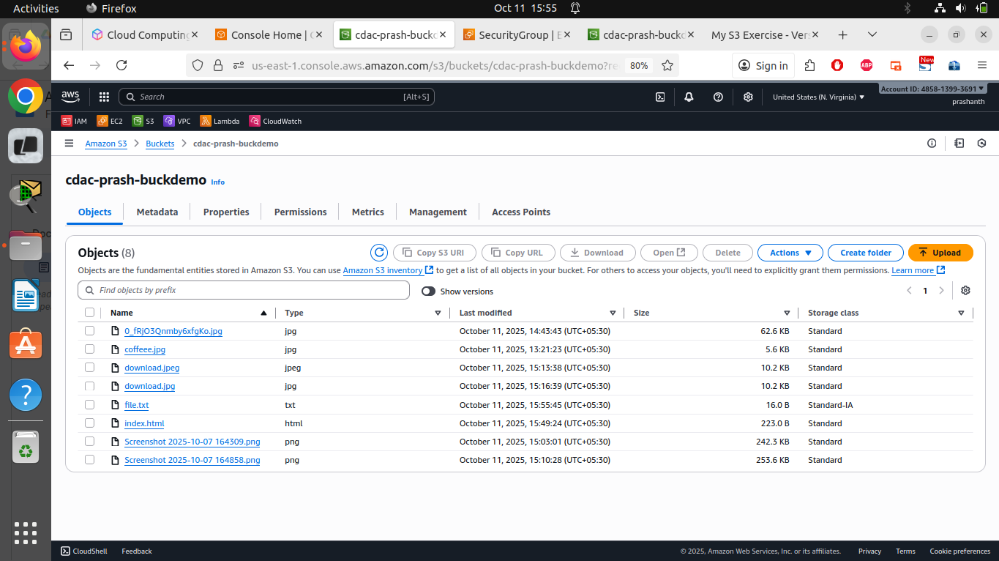 Activities Firefox Oct 11 15:55
Cloud Computing Console Home | C cdac-prash-buckd SecurityGroup | E cdac-prash-buckd My S3 Exercise - Vers
us-east-1.console.aws.amazon.com/s3/buckets/cdac-prash-buckdemo?re 80% Sign in ABP New
aws Search [Alt+S] United States (N. Virginia) Account ID: 4858-1399-3691
prashanth
IAM EC2 S3 VPC Lambda CloudWatch
Amazon S3 Buckets cdac-prash-buckdemo
cdac-prash-buckdemo Info
Objects Metadata Properties Permissions Metrics Management Access Points
Objects (8) Copy S3 URI Copy URL Download Open Delete Actions Create folder Upload
Objects are the fundamental entities stored in Amazon S3. You can use Amazon S3 inventory to get a list of all objects in your bucket. For others to access your objects, you'll need to explicitly grant them permissions. Learn more
Find objects by prefix Show versions 1
Name Type Last modified Size Storage class
0_fRjO3Qnmby6xfgKo.jpg jpg October 11, 2025, 14:43:43 (UTC+05:30) 62.6 KB Standard
coffeee.jpg jpg October 11, 2025, 13:21:23 (UTC+05:30) 5.6 KB Standard
download.jpeg jpeg October 11, 2025, 15:13:38 (UTC+05:30) 10.2 KB Standard
download.jpg jpg October 11, 2025, 15:16:39 (UTC+05:30) 10.2 KB Standard
file.txt txt October 11, 2025, 15:55:45 (UTC+05:30) 16.0 B Standard-IA
index.html html October 11, 2025, 15:49:24 (UTC+05:30) 223.0 B Standard
Screenshot 2025-10-07 164309.png png October 11, 2025, 15:03:01 (UTC+05:30) 242.3 KB Standard
Screenshot 2025-10-07 164858.png png October 11, 2025, 15:10:28 (UTC+05:30) 253.6 KB Standard
CloudShell Feedback © 2025, Amazon Web Services, Inc. or its affiliates. Privacy Terms Cookie preferences